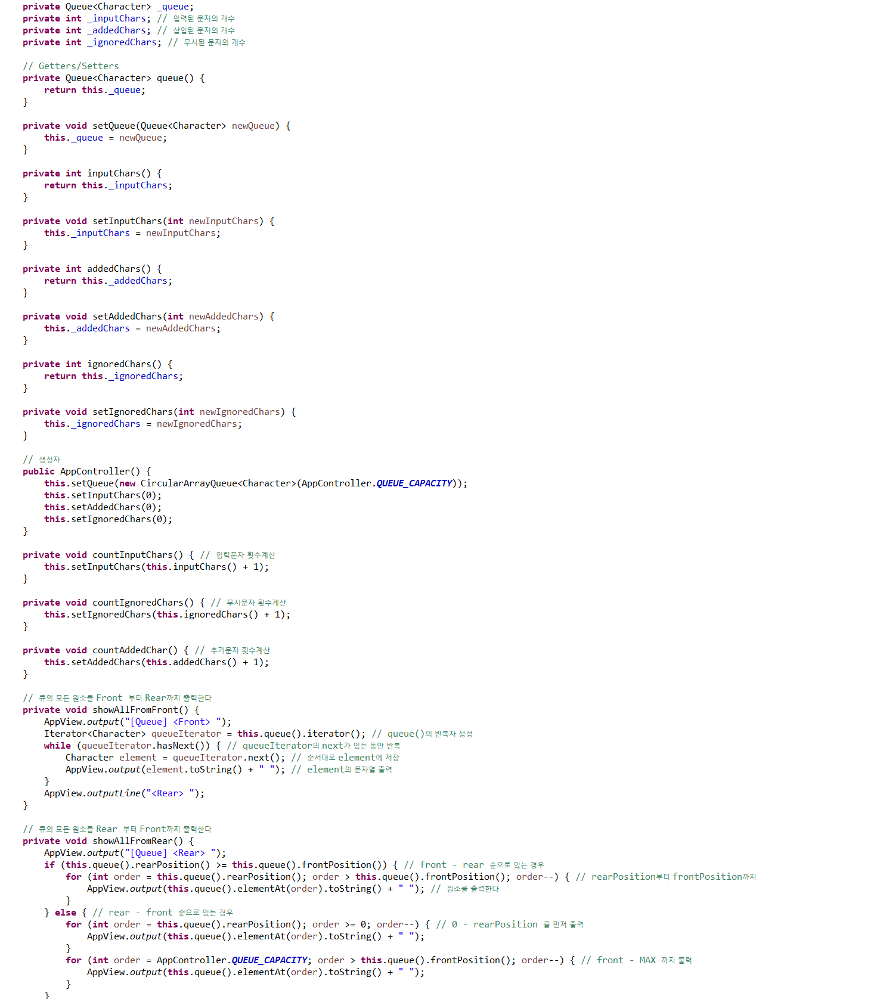 private Queue<Character> _queue;
private int _inputChars; // 입력된 문자의 개수
private int _addedChars; // 삽입된 문자의 개수
private int _ignoredChars; // 무시된 문자의 개수
// Getters/Setters
private Queue<Character> queue() {
return this._queue;
}
private void setQueue(Queue<Character> newQueue) {
this._queue = newQueue;
}
private int inputChars() {
return this._inputChars;
}
private void setInputChars(int newInputChars) {
this._inputChars = newInputChars;
}
private int addedChars() {
return this._addedChars;
}
private void setAddedChars(int newAddedChars) {
this._addedChars = newAddedChars;
}
private int ignoredChars() {
return this._ignoredChars;
}
private void setIgnoredChars(int newIgnoredChars) {
this._ignoredChars = newIgnoredChars;
}
// 생성자
public AppController() {
this.setQueue(new CircularArrayQueue<Character>(AppController.QUEUE_CAPACITY));
this.setInputChars(0);
this.setAddedChars(0);
this.setIgnoredChars(0);
}
private void countInputChars() { // 입력문자 횟수계산
this.setInputChars(this.inputChars() + 1);
}
private void countIgnoredChars() { // 무시문자 횟수계산
this.setIgnoredChars(this.ignoredChars() + 1);
}
private void countAddedChar() { // 추가문자 횟수계산
this.setAddedChars(this.addedChars() + 1);
}
// 큐의 모든 원소를 Front 부터 Rear까지 출력한다
private void showAllFromFront() {
AppView.output("[Queue] <Front> ");
Iterator<Character> queueIterator = this.queue().iterator(); // queue()의 반복자 생성
while (queueIterator.hasNext()) { // queueIterator의 next가 있는 동안 반복
Character element = queueIterator.next(); // 순서대로 element에 저장
AppView.output(element.toString() + " "); // element의 문자열 출력
}
AppView.outputLine("<Rear> ");
}
// 큐의 모든 원소를 Rear 부터 Front까지 출력한다
private void showAllFromRear() {
AppView.output("[Queue] <Rear> ");
if (this.queue().rearPosition() >= this.queue().frontPosition()) { // front - rear 순으로 있는 경우
for (int order = this.queue().rearPosition(); order > this.queue().frontPosition(); order--) { // rearPosition부터 frontPosition까지
AppView.output(this.queue().elementAt(order).toString() + " "); // 원소를 출력한다
}
} else { // rear - front 순으로 있는 경우
for (int order = this.queue().rearPosition(); order >= 0; order--) { // 0 - rearPosition 를 먼저 출력
AppView.output(this.queue().elementAt(order).toString() + " ");
}
for (int order = AppController.QUEUE_CAPACITY; order > this.queue().frontPosition(); order--) { // front - MAX 까지 출력
AppView.output(this.queue().elementAt(order).toString() + " ");
}
}